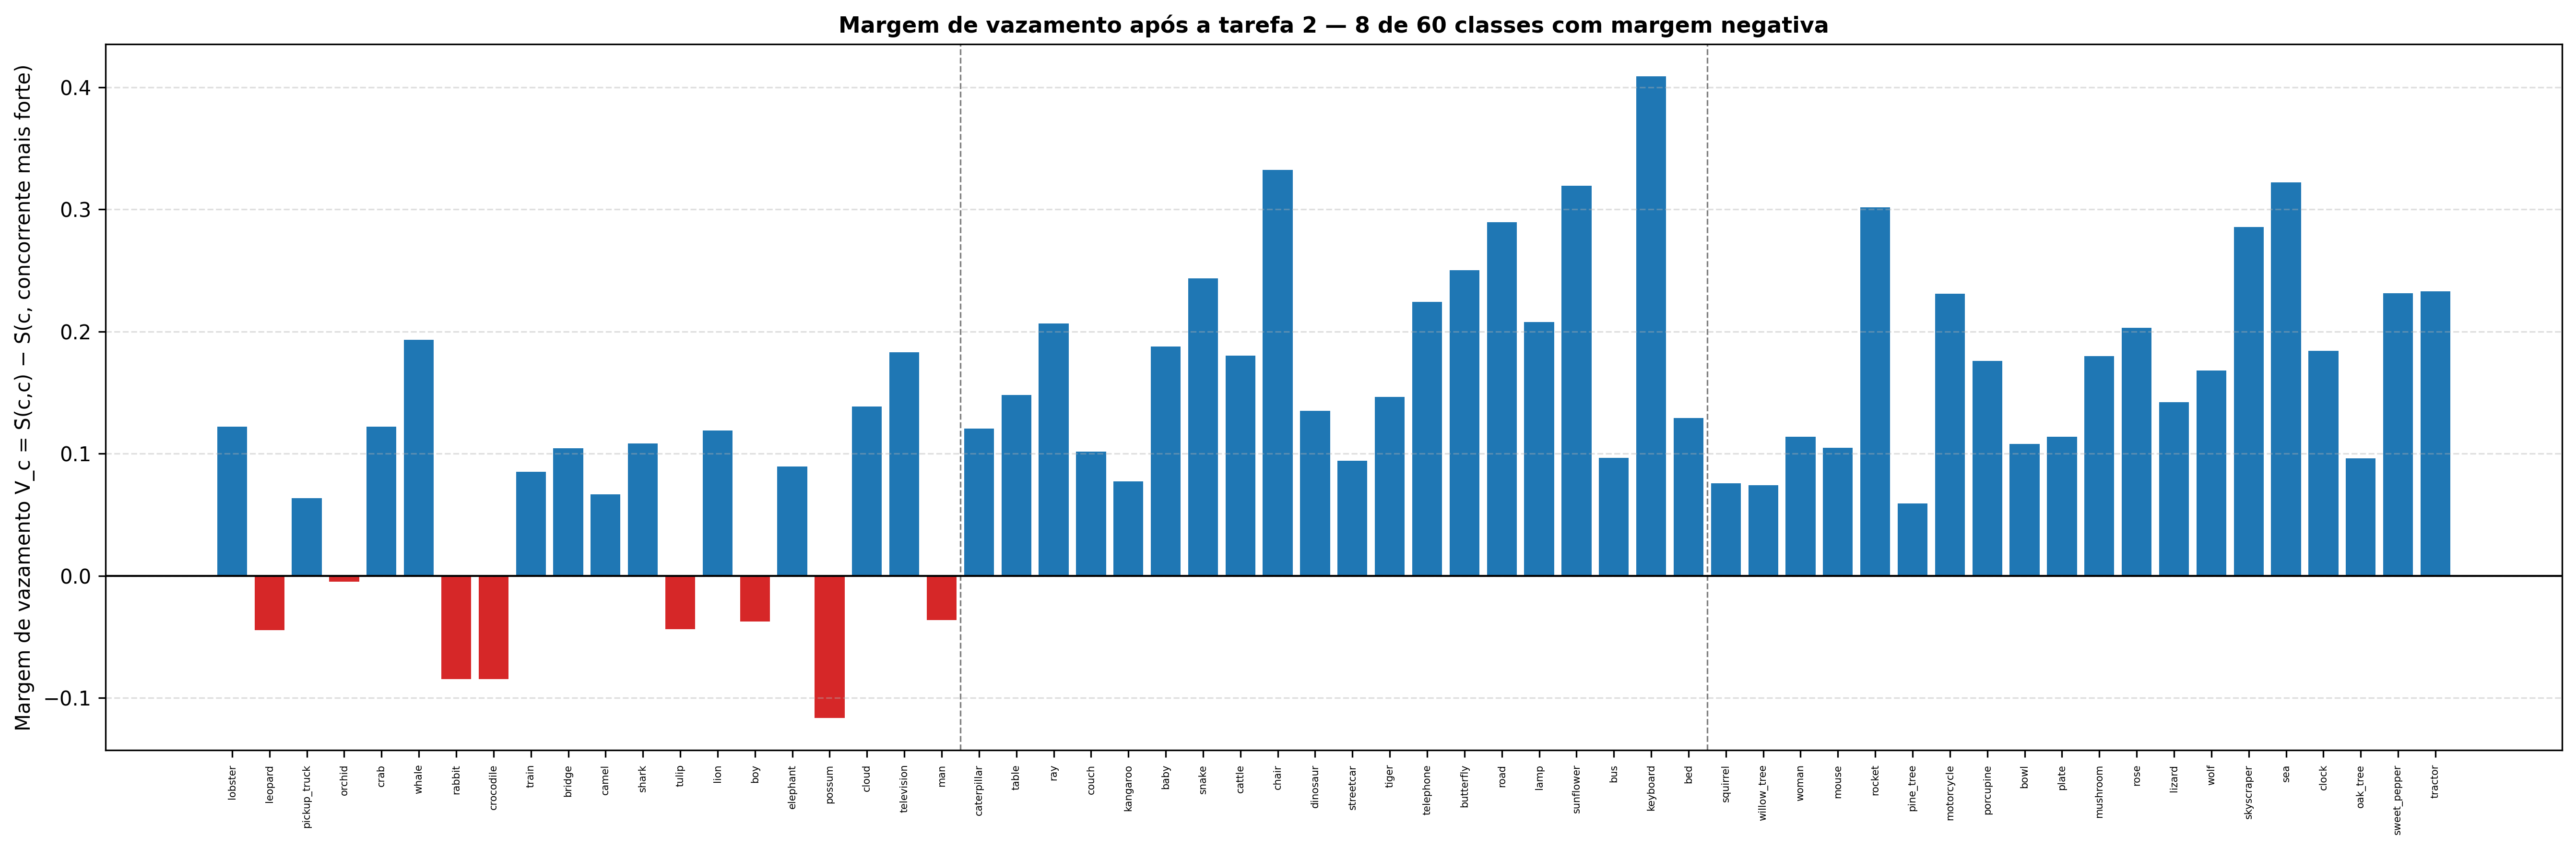 Margem de vazamento após a tarefa 2 — 8 de 60 classes com margem negativa
Margem de vazamento V_c = S(c,c) − S(c, concorrente mais forte)
0.4
0.3
0.2
0.1
0.0
−0.1
lobster
leopard
pickup_truck
orchid
crab
whale
rabbit
crocodile
train
bridge
camel
shark
tulip
lion
boy
elephant
possum
cloud
television
man
caterpillar
table
ray
couch
kangaroo
baby
snake
cattle
chair
dinosaur
streetcar
tiger
telephone
butterfly
road
lamp
sunflower
bus
keyboard
bed
squirrel
willow_tree
woman
mouse
rocket
pine_tree
motorcycle
porcupine
bowl
plate
mushroom
rose
lizard
wolf
skyscraper
sea
clock
oak_tree
sweet_pepper
tractor